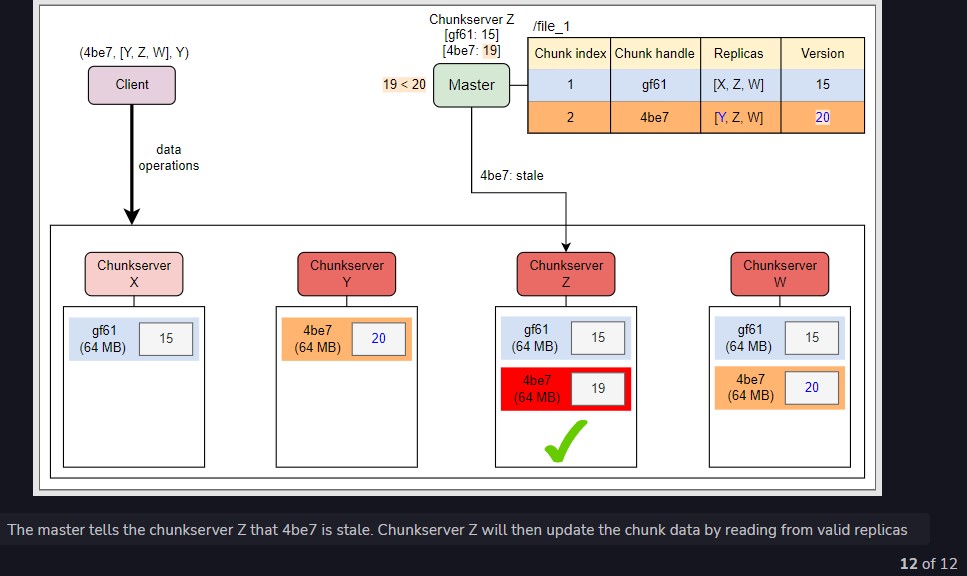 Chunkserver Z
[gf61: 15]
[4be7: 19]
/file_1
(4be7, [Y, Z, W], Y)
Client
19 < 20
Master
Chunk index Chunk handle Replicas Version
1 gf61 [X, Z, W] 15
2 4be7 [Y, Z, W] 20
data
operations
4be7: stale
Chunkserver
X
gf61
(64 MB)
15
Chunkserver
Y
4be7
(64 MB)
20
Chunkserver
Z
gf61
(64 MB)
15
4be7
(64 MB)
19
Chunkserver
W
gf61
(64 MB)
15
4be7
(64 MB)
20
The master tells the chunkserver Z that 4be7 is stale. Chunkserver Z will then update the chunk data by reading from valid replicas
12 of 12